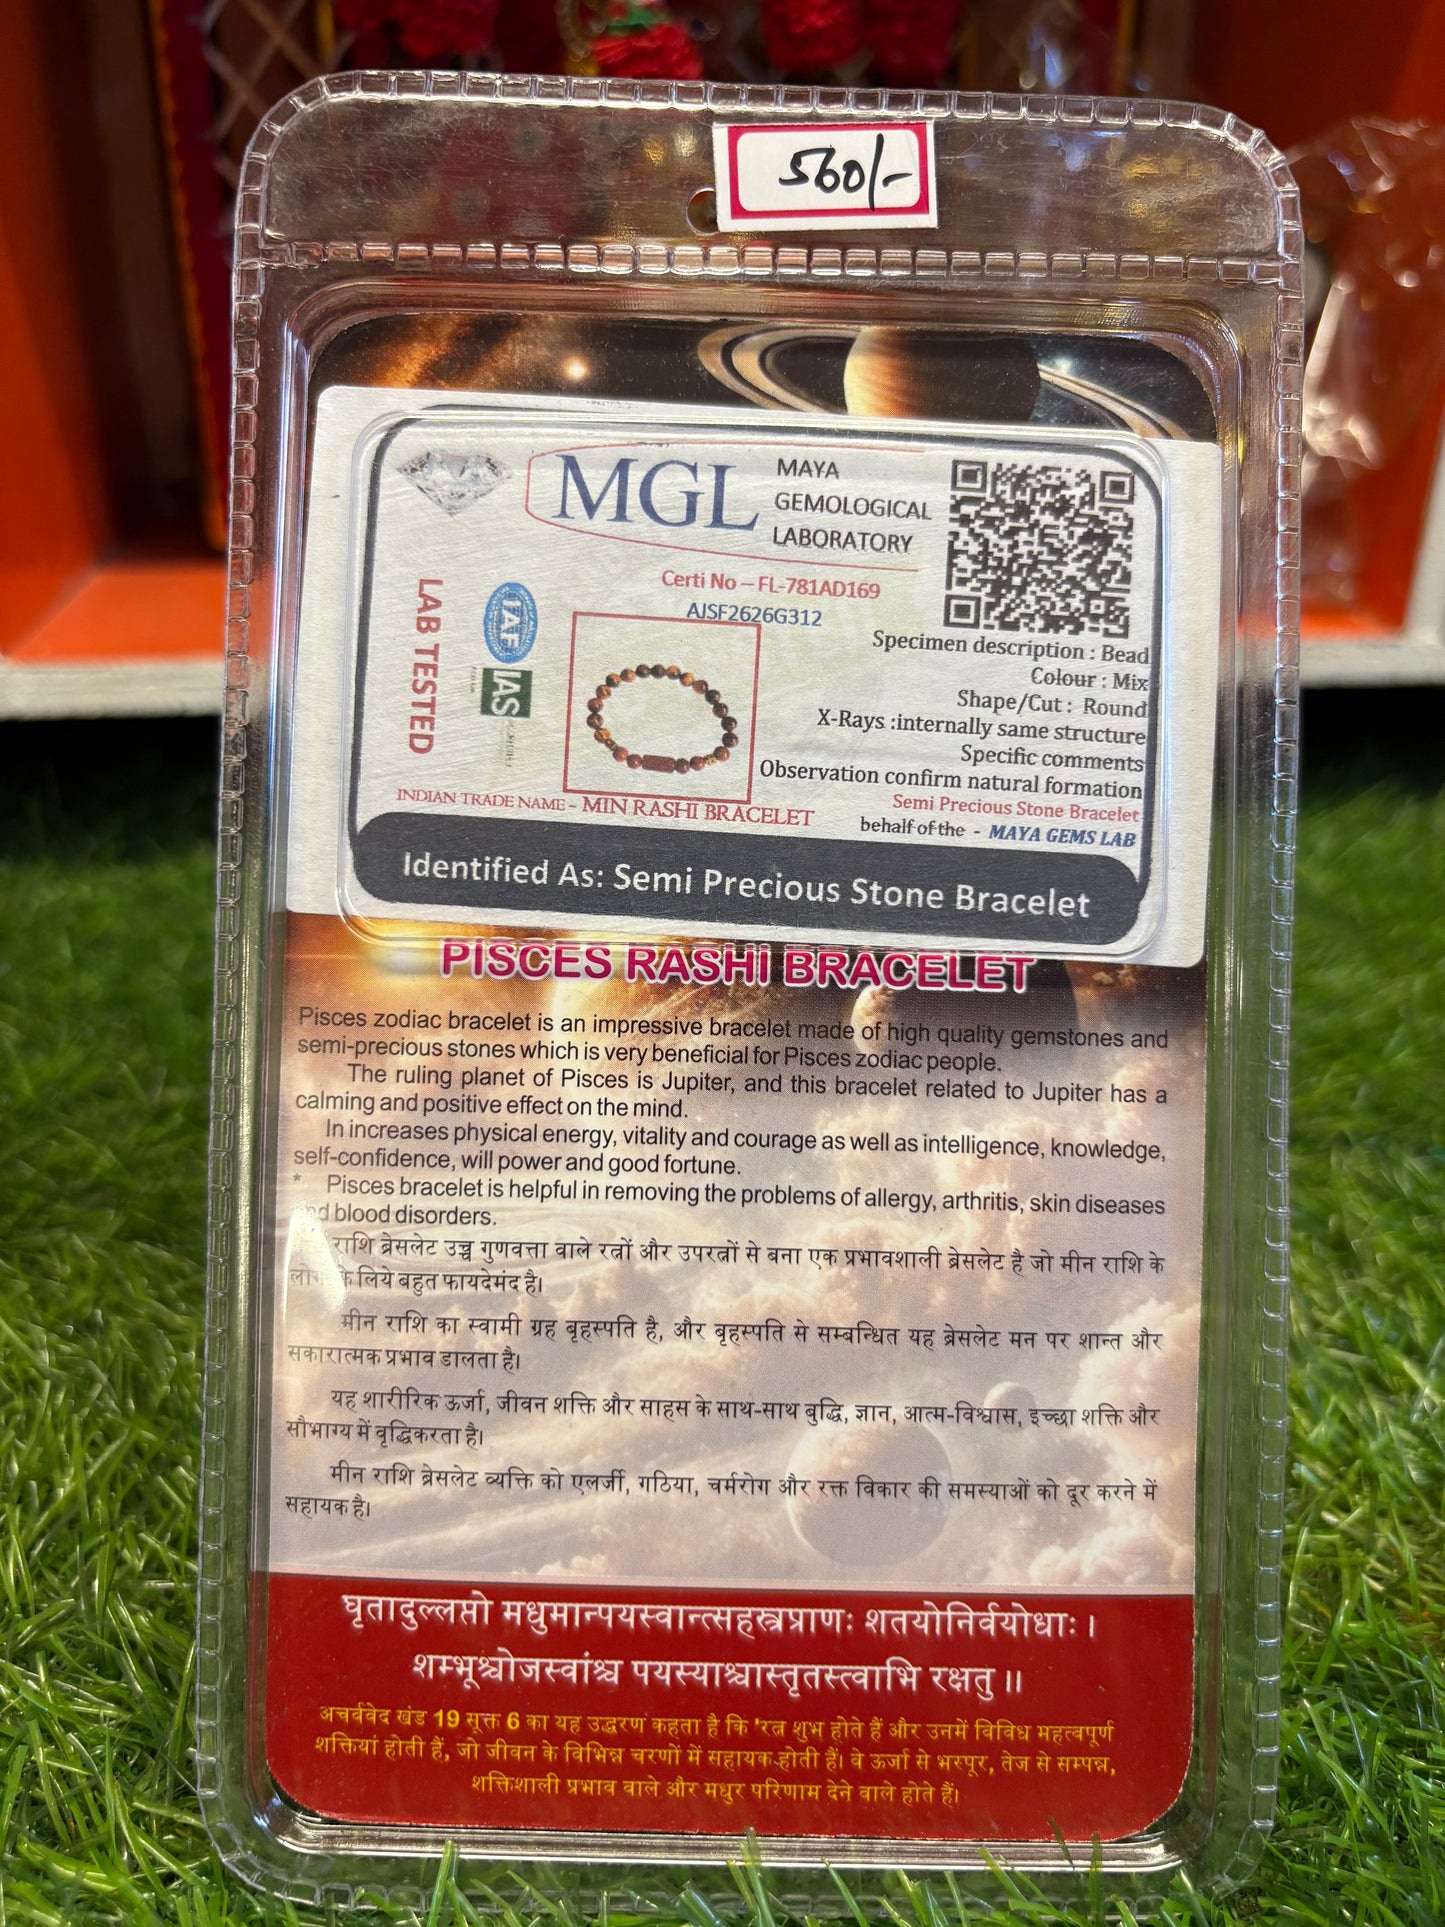 560/-
MGL
MAYA
GEMOLOGICAL
LABORATORY
Certi No – FL-781AD169
AJSF2626G312
LAB TESTED
IAF
IAS
Specimen description : Bead
Colour : Mix
Shape/Cut : Round
X-Rays :internally same structure
Specific comments
Observation confirm natural formation
Semi Precious Stone Bracelet
behalf of the - MAYA GEMS LAB
INDIAN TRADE NAME - MIN RASHI BRACELET
Identified As: Semi Precious Stone Bracelet
PISCES RASHI BRACELET
Pisces zodiac bracelet is an impressive bracelet made of high quality gemstones and
semi-precious stones which is very beneficial for Pisces zodiac people.
The ruling planet of Pisces is Jupiter, and this bracelet related to Jupiter has a
calming and positive effect on the mind.
In increases physical energy, vitality and courage as well as intelligence, knowledge,
self-confidence, will power and good fortune.
* Pisces bracelet is helpful in removing the problems of allergy, arthritis, skin diseases
and blood disorders.
राशि ब्रेसलेट उच्च गुणवत्ता वाले रत्नों और उपरत्नों से बना एक प्रभावशाली ब्रेसलेट है जो मीन राशि के
के लिये बहुत फायदेमंद है।
मीन राशि का स्वामी ग्रह बृहस्पति है, और बृहस्पति से सम्बन्धित यह ब्रेसलेट मन पर शान्त और
सकारात्मक प्रभाव डालता है।
यह शारीरिक ऊर्जा, जीवन शक्ति और साहस के साथ-साथ बुद्धि, ज्ञान, आत्म-विश्वास, इच्छा शक्ति और
सौभाग्य में वृद्धिकरता है।
मीन राशि ब्रेसलेट व्यक्ति को एलर्जी, गठिया, चर्मरोग और रक्त विकार की समस्याओं को दूर करने में
सहायक है।
घृतादुल्लप्तो मधुमान्पयस्वान्त्सहस्त्रप्राणः शतयोनिर्वयोधाः ।
शम्भूश्चोजस्वांश्च पयस्याश्चास्तृतस्त्वाभि रक्षतु ॥
अचर्ववेद खंड 19 सूक्त 6 का यह उद्धरण कहता है कि 'रत्न शुभ होते हैं और उनमें विविध महत्वपूर्ण
शक्तियां होती हैं, जो जीवन के विभिन्न चरणों में सहायक होती हैं। वे ऊर्जा से भरपूर, तेज से सम्पन्न,
शक्तिशाली प्रभाव वाले और मधुर परिणाम देने वाले होते हैं।